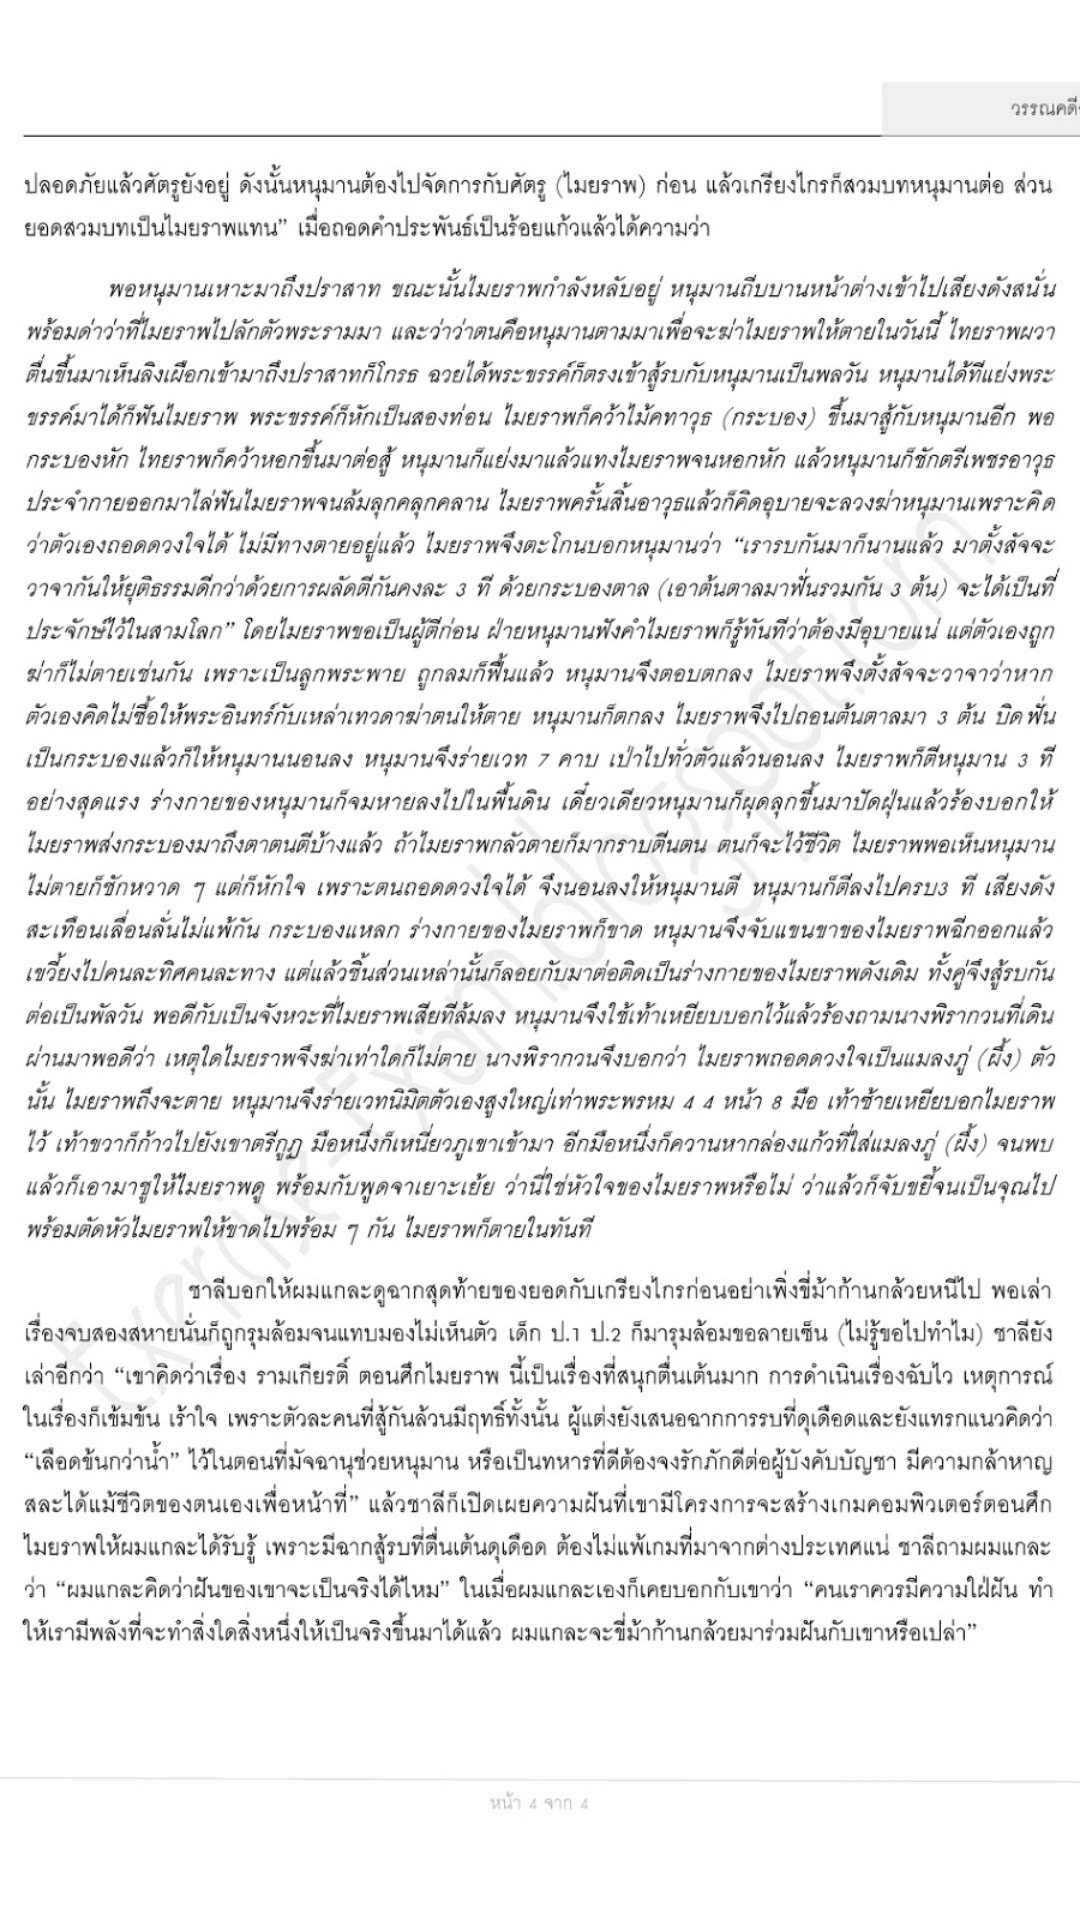 วรรณคดี
ปลอดภัยแล้วศัตรูยังอยู่ ดังนั้นหนุมานต้องไปจัดการกับศัตรู (ไมยราพ) ก่อน แล้วเกรียงไกรก็สวมบทหนุมานต่อ ส่วน
ยอดสวมบทเป็นไมยราพแทน” เมื่อถอดคำประพันธ์เป็นร้อยแก้วแล้วได้ความว่า
พอหนุมานเหาะมาถึงปราสาท ขณะนั้นไมยราพกำลังหลับอยู่ หนุมานถีบบานหน้าต่างเข้าไปเสียงดังสนั่น
พร้อมด่าว่าที่ไมยราพไปลักตัวพระรามมา และว่าว่าตนคือหนุมานตามมาเพื่อจะฆ่าไมยราพให้ตายในวันนี้ ไทยราพผวา
ตื่นขึ้นมาเห็นลิงเผือกเข้ามาถึงปราสาทก็โกรธ ฉวยได้พระขรรค์ก็ตรงเข้าสู้รบกับหนุมานเป็นพลวัน หนุมานได้ทีแย่งพระ
ขรรค์มาได้ก็ฟันไมยราพ พระขรรค์ก็หักเป็นสองท่อน ไมยราพก็คว้าไม้คทาวุธ (กระบอง) ขึ้นมาสู้กับหนุมานอีก พอ
กระบองหัก ไทยราพก็คว้าหอกขึ้นมาต่อสู้ หนุมานก็แย่งมาแล้วแทงไมยราพจนหอกหัก แล้วหนุมานก็ชักตรีเพชรอาวุธ
ประจำกายออกมาไล่ฟันไมยราพจนล้มลุกคลุกคลาน ไมยราพครั้นสิ้นอาวุธแล้วก็คิดอุบายจะลวงฆ่าหนุมานเพราะคิด
ว่าตัวเองถอดดวงใจได้ ไม่มีทางตายอยู่แล้ว ไมยราพจึงตะโกนบอกหนุมานว่า “เรารบกันมาก็นานแล้ว มาตั้งสัจจะ
วาจากันให้ยุติธรรมดีกว่าด้วยการผลัดตีกันคงละ 3 ที ด้วยกระบองตาล (เอาต้นตาลมาฟั่นรวมกัน 3 ต้น) จะได้เป็นที่
ประจักษ์ไว้ในสามโลก” โดยไมยราพขอเป็นผู้ตีก่อน ฝ่ายหนุมานฟังคำไมยราพก็รู้ทันทีว่าต้องมีอุบายแน่ แต่ตัวเองถูก
ฆ่าก็ไม่ตายเช่นกัน เพราะเป็นลูกพระพาย ถูกลมก็ฟื้นแล้ว หนุมานจึงตอบตกลง ไมยราพจึงตั้งสัจจะวาจาว่าหาก
ตัวเองคิดไม่ซื้อให้พระอินทร์กับเหล่าเทวดาฆ่าตนให้ตาย หนุมานก็ตกลง ไมยราพจึงไปถอนต้นตาลมา 3 ต้น บิดฟั่น
เป็นกระบองแล้วก็ให้หนุมานนอนลง หนุมานจึงร่ายเวท 7 คาบ เป่าไปทั่วตัวแล้วนอนลง ไมยราพก็ตีหนุมาน 3 ที
อย่างสุดแรง ร่างกายของหนุมานก็จมหายลงไปในพื้นดิน เดี๋ยวเดียวหนุมานก็ผุดลุกขึ้นมาปัดฝุ่นแล้วร้องบอกให้
ไมยราพส่งกระบองมาถึงตาตนตีบ้างแล้ว ถ้าไมยราพกลัวตายก็มากราบตีนตน ตนก็จะไว้ชีวิต ไมยราพพอเห็นหนุมาน
ไม่ตายก็ชักหวาด ๆ แต่ก็หักใจ เพราะตนถอดดวงใจได้ จึงนอนลงให้หนุมานตี หนุมานก็ตีลงไปครบ3 ที เสียงดัง
สะเทือนเลื่อนลั่นไม่แพ้กัน กระบองแหลก ร่างกายของไมยราพก็ขาด หนุมานจึงจับแขนขาของไมยราพฉีกออกแล้ว
เขวี้ยงไปคนละทิศคนละทาง แต่แล้วชิ้นส่วนเหล่านั้นก็ลอยกับมาต่อติดเป็นร่างกายของไมยราพดังเดิม ทั้งคู่จึงสู้รบกัน
ต่อเป็นพัลวัน พอดีกับเป็นจังหวะที่ไมยราพเสียทีล้มลง หนุมานจึงใช้เท้าเหยียบบอกไว้แล้วร้องถามนางพิรากวนที่เดิน
ผ่านมาพอดีว่า เหตุใดไมยราพจึงฆ่าเท่าใดก็ไม่ตาย นางพิรากวนจึงบอกว่า ไมยราพถอดดวงใจเป็นแมลงภู่ (ผึ้ง) ตัว
นั้น ไมยราพถึงจะตาย หนุมานจึงร่ายเวทนิมิตตัวเองสูงใหญ่เท่าพระพรหม 4 4 หน้า 8 มือ เท้าซ้ายเหยียบอกไมยราพ
ไว้ เท้าขวาก็ก้าวไปยังเขาตรีกูฏ มือหนึ่งก็เหนี่ยวภูเขาเข้ามา อีกมือหนึ่งก็ควานหากล่องแก้วที่ใส่แมลงภู่ (ผึ้ง) จนพบ
แล้วก็เอามาชูให้ไมยราพดู พร้อมกับพูดจาเยาะเย้ย ว่านี่ใช่หัวใจของไมยราพหรือไม่ ว่าแล้วก็จับขยี้จนเป็นจุณไป
พร้อมตัดหัวไมยราพให้ขาดไปพร้อม ๆ กัน ไมยราพก็ตายในทันที
ชาลีบอกให้ผมแกละดูฉากสุดท้ายของยอดกับเกรียงไกรก่อนอย่าเพิ่งขี่ม้าก้านกล้วยหนีไป พอเล่า
เรื่องจบสองสหายนั่นก็ถูกรุมล้อมจนแทบมองไม่เห็นตัว เด็ก ป.1 ป.2 ก็มารุมล้อมขอลายเซ็น (ไม่รู้ขอไปทำไม) ชาลียัง
เล่าอีกว่า “เขาคิดว่าเรื่อง รามเกียรติ์ ตอนศึกไมยราพ นี้เป็นเรื่องที่สนุกตื่นเต้นมาก การดำเนินเรื่องฉับไว เหตุการณ์
ในเรื่องก็เข้มข้น เร้าใจ เพราะตัวละคนที่สู้กันล้วนมีฤทธิ์ทั้งนั้น ผู้แต่งยังเสนอฉากการรบที่ดุเดือดและยังแทรกแนวคิดว่า
“เลือดข้นกว่าน้ำ” ไว้ในตอนที่มัจฉานุช่วยหนุมาน หรือเป็นทหารที่ดีต้องจงรักภักดีต่อผู้บังคับบัญชา มีความกล้าหาญ
สละได้แม้ชีวิตของตนเองเพื่อหน้าที่” แล้วชาลีก็เปิดเผยความฝันที่เขามีโครงการจะสร้างเกมคอมพิวเตอร์ตอนศึก
ไมยราพให้ผมแกละได้รับรู้ เพราะมีฉากสู้รบที่ตื่นเต้นดุเดือด ต้องไม่แพ้เกมที่มาจากต่างประเทศแน่ ชาลีถามผมแกละ
ว่า “ผมแกละคิดว่าฝันของเขาจะเป็นจริงได้ไหม” ในเมื่อผมแกละเองก็เคยบอกกับเขาว่า “คนเราควรมีความใฝ่ฝัน ทำ
ให้เรามีพลังที่จะทำสิ่งใดสิ่งหนึ่งให้เป็นจริงขึ้นมาได้แล้ว ผมแกละจะขี่ม้าก้านกล้วยมาร่วมฝันกับเขาหรือเปล่า”
Exercise-Exam.blogspot.com
หน้า 4 จาก 4